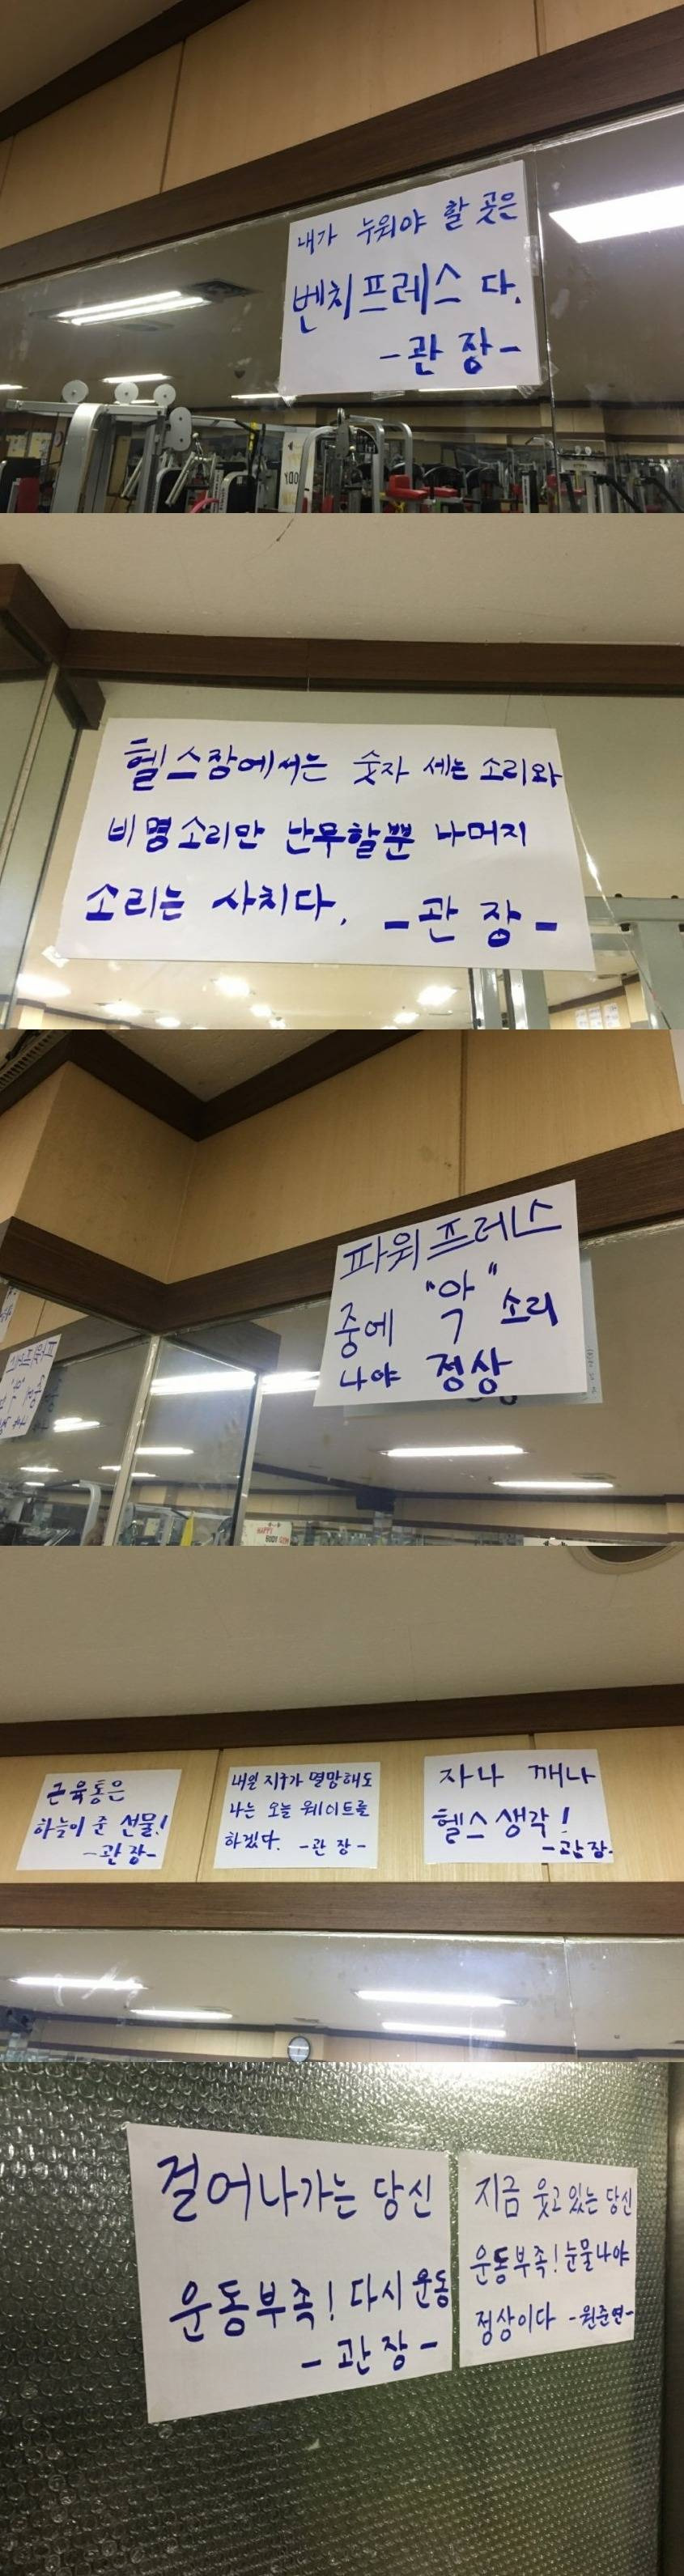 내가 누워야 할 곳은
벤치프레스 다.
-관 장-
헬스장에서는 숫자 세는 소리와
비명소리만 난무할뿐 나머지
소리는 사치다. -관 장-
파워프레스
중에 "악" 소리
나야 정상
HAPPY
BODY GYM
근육통은
하늘이 준 선물!
-관장-
내일 지구가 멸망해도
나는 오늘 웨이트를
하겠다. -관 장-
자나 깨나
헬스 생각!
-관장-
걸어나가는 당신
운동부족! 다시 운동
-관 장-
지금 웃고 있는 당신
운동부족! 눈물나야
정상이다 -원준연-